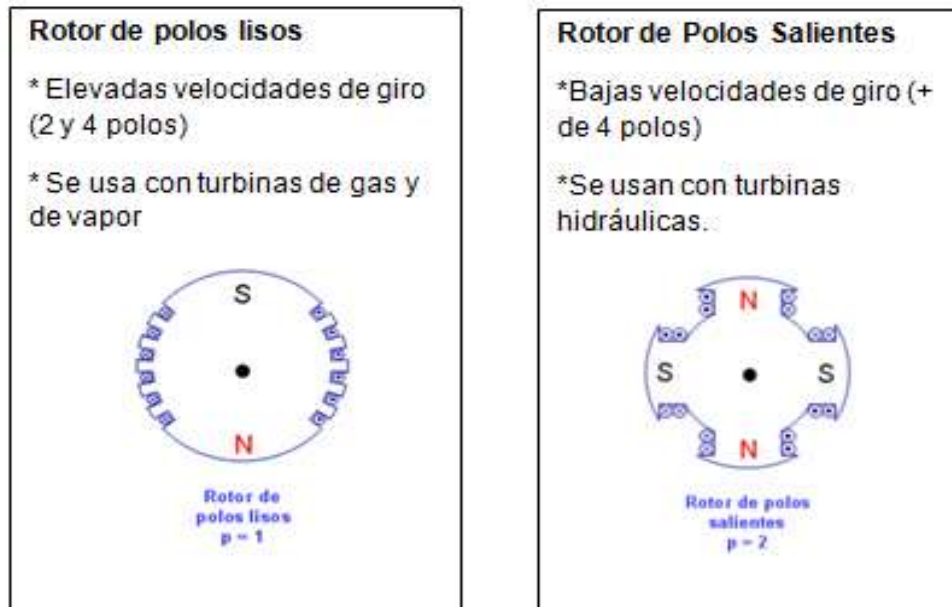 Rotor de polos lisos
* Elevadas velocidades de giro
(2 y 4 polos)
* Se usa con turbinas de gas y
de vapor
S
N
Rotor de
polos lisos
p = 1
Rotor de Polos Salientes
*Bajas velocidades de giro (+
de 4 polos)
*Se usan con turbinas
hidráulicas.
N
S S
N
Rotor de polos
salientes
p = 2